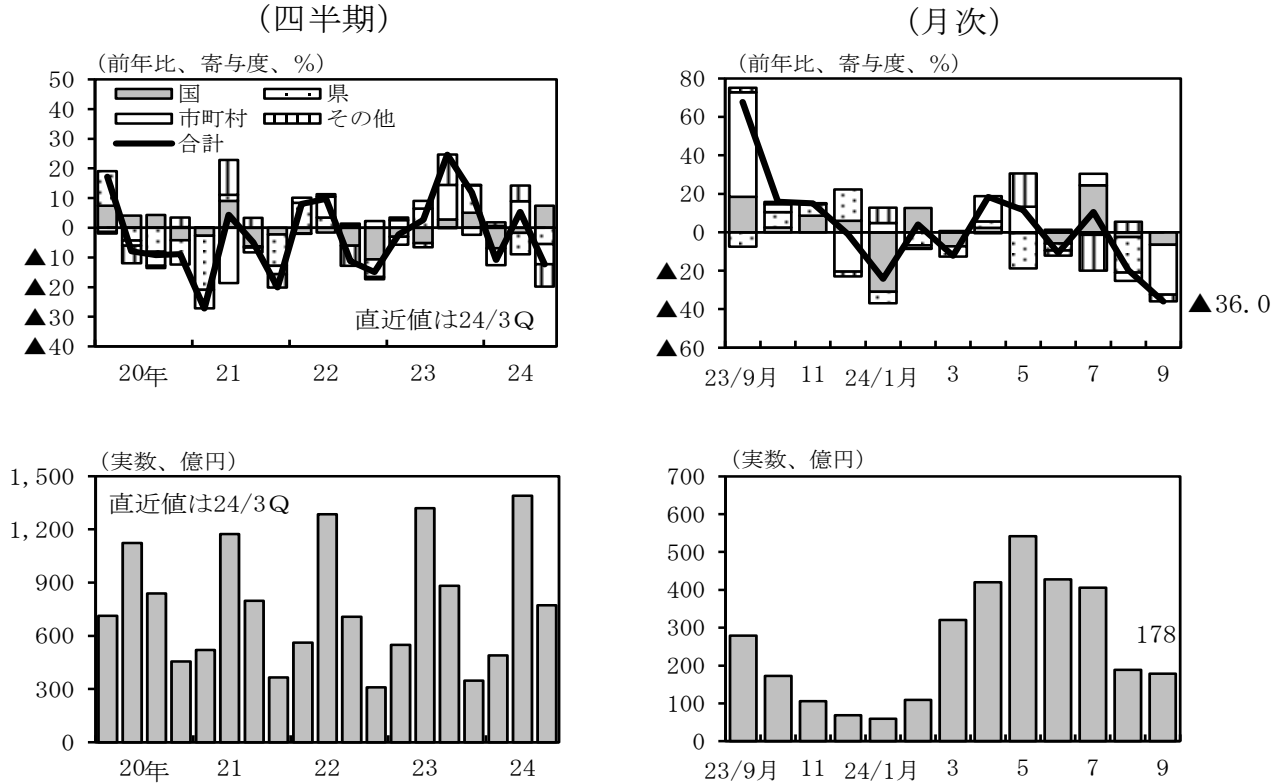 （四半期）
（前年比、寄与度、％）
50
40
30
20
10
0
▲ 10
▲ 20
▲ 30
▲ 40
国
県
市町村
その他
合計
直近値は24/3Q
20年 21 22 23 24
（月次）
（前年比、寄与度、％）
80
60
40
20
0
▲ 20
▲ 40
▲ 60
▲36.0
23/9月 11 24/1月 3 5 7 9
（実数、億円）
1,500
1,200
900
600
300
0
直近値は24/3Q
20年 21 22 23 24
（実数、億円）
700
600
500
400
300
200
100
0
178
23/9月 11 24/1月 3 5 7 9